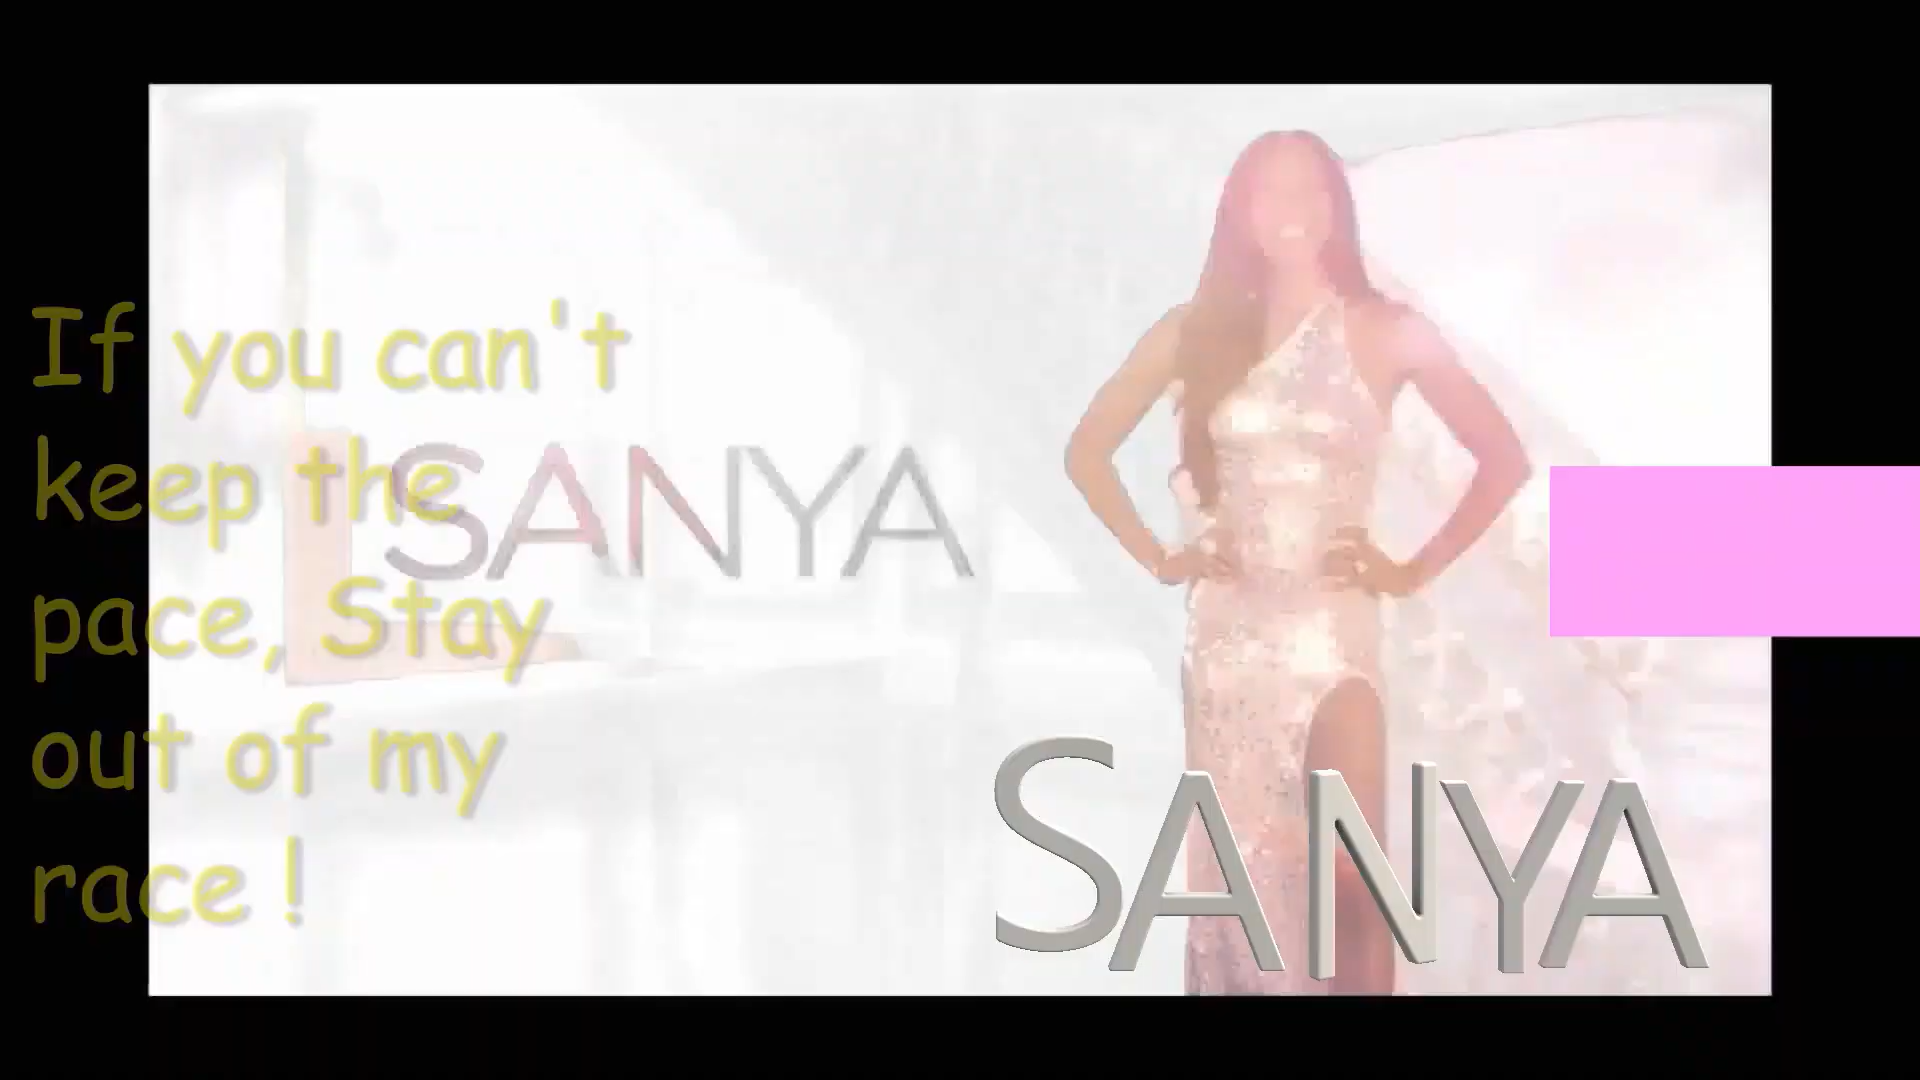 If you can't
keep the
pace, Stay
out of my
race !
SANYA
SANYA